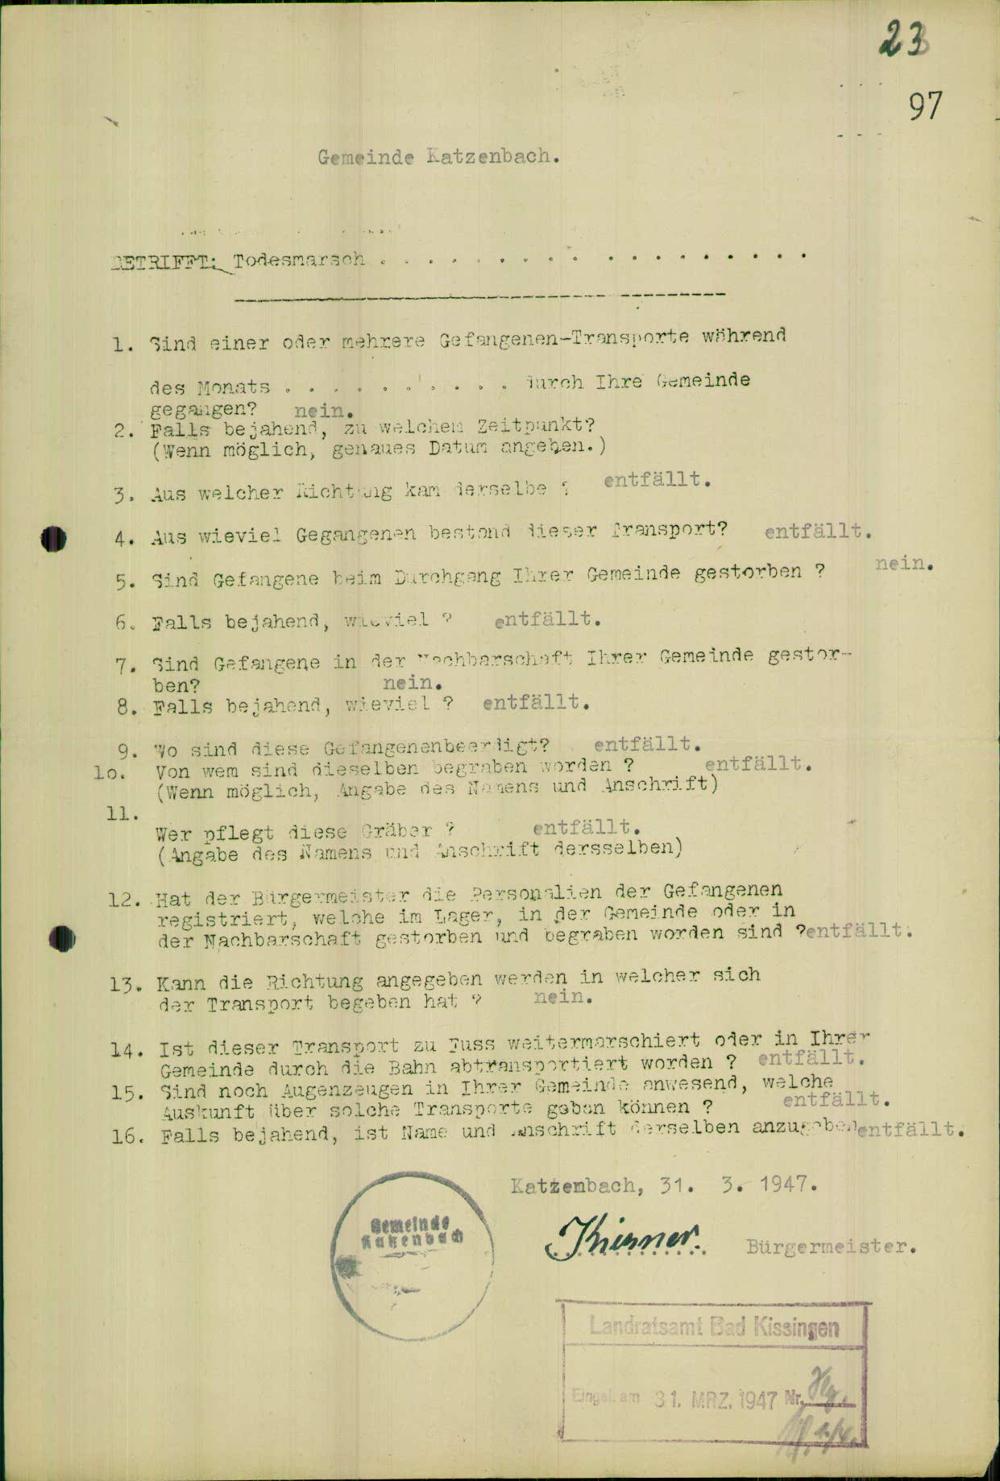 23
97
Gemeinde Katzenbach.
BETRIFFT: Todesmarsch . . . . . . . . . . . . . . . . . . .
1. Sind einer oder mehrere Gefangenen-Transporte während
des Monats . . . . . . . . . . durch Ihre Gemeinde
gegangen? nein.
2. Falls bejahend, zu welchem Zeitpunkt?
(Wenn möglich, genaues Datum angeben.)
3. Aus welcher Richtung kam derselbe ? entfällt.
4. Aus wieviel Gegangenen bestand dieser Transport? entfällt.
5. Sind Gefangene beim Durchgang Ihrer Gemeinde gestorben ? nein.
6. Falls bejahend, wieviel ? entfällt.
7. Sind Gefangene in der Nachbarschaft Ihrer Gemeinde gestor-
ben? nein.
8. Falls bejahend, wieviel ? entfällt.
9. Wo sind diese Gefangenenbeerdigt? entfällt.
1o. Von wem sind dieselben begraben worden ? entfällt.
(Wenn möglich, Angabe des Namens und Anschrift)
11.
Wer pflegt diese Gräber ? entfällt.
(Angabe des Namens und Anschrift dersselben)
12. Hat der Bürgermeister die Personalien der Gefangenen
registriert, welche im Lager, in der Gemeinde oder in
der Nachbarschaft gestorben und begraben worden sind ?entfällt.
13. Kann die Richtung angegeben werden in welcher sich
der Transport begeben hat ? nein.
14. Ist dieser Transport zu Fuss weitermarschiert oder in Ihrer
Gemeinde durch die Bahn abtransportiert worden ? entfällt.
15. Sind noch Augenzeugen in Ihrer Gemeinde anwesend, welche
Auskunft über solche Transporte geben können ? entfällt.
16. Falls bejahend, ist Name und Anschrift derselben anzugeben entfällt.
Katzenbach, 31. 3. 1947.
Gemeinde
Katzenbach
Bürgermeister.
Landratsamt Bad Kissingen
Eingel. am 31. MRZ. 1947 Nr.